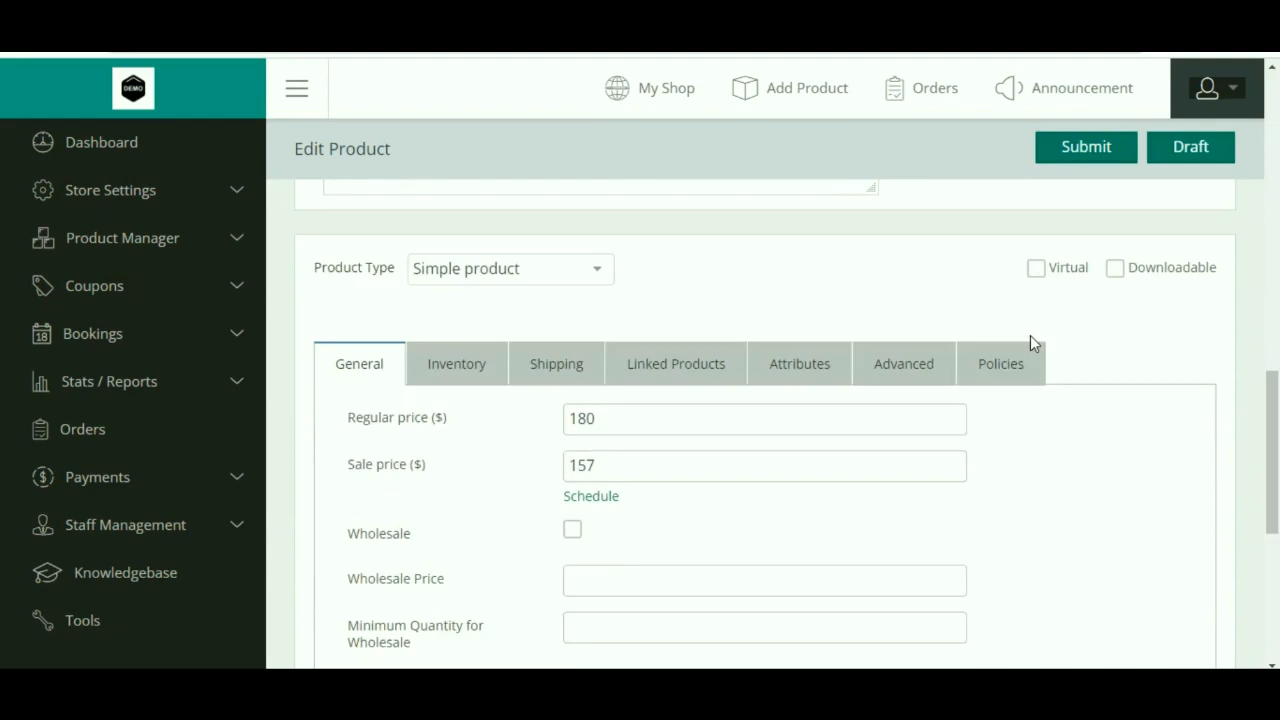 DEMO
My Shop
Add Product
Orders
Announcement
Dashboard
Store Settings
Product Manager
Coupons
18
Bookings
Stats / Reports
Orders
$
Payments
Staff Management
Knowledgebase
Tools
Edit Product
Submit
Draft
Product Type
Simple product
Virtual
Downloadable
General
Inventory
Shipping
Linked Products
Attributes
Advanced
Policies
Regular price ($)
180
Sale price ($)
157
Schedule
Wholesale
Wholesale Price
Minimum Quantity for
Wholesale